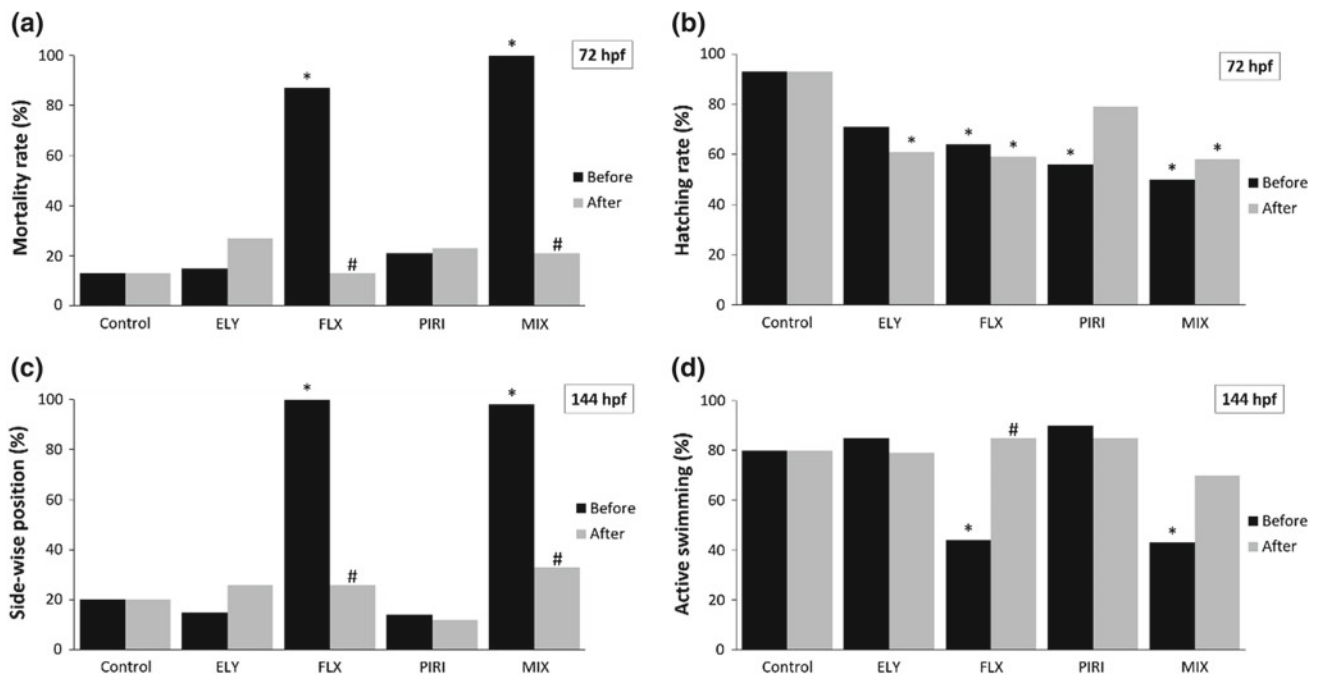 (a)
Mortality rate (%)
100
80
60
40
20
0
* * # #
72 hpf
Before
After
Control ELY FLX PIRI MIX
(b)
Hatching rate (%)
100
80
60
40
20
0
* * * * * *
72 hpf
Before
After
Control ELY FLX PIRI MIX
(c)
Side-wise position (%)
100
80
60
40
20
0
* * # #
144 hpf
Before
After
Control ELY FLX PIRI MIX
(d)
Active swimming (%)
100
80
60
40
20
0
# * *
144 hpf
Before
After
Control ELY FLX PIRI MIX